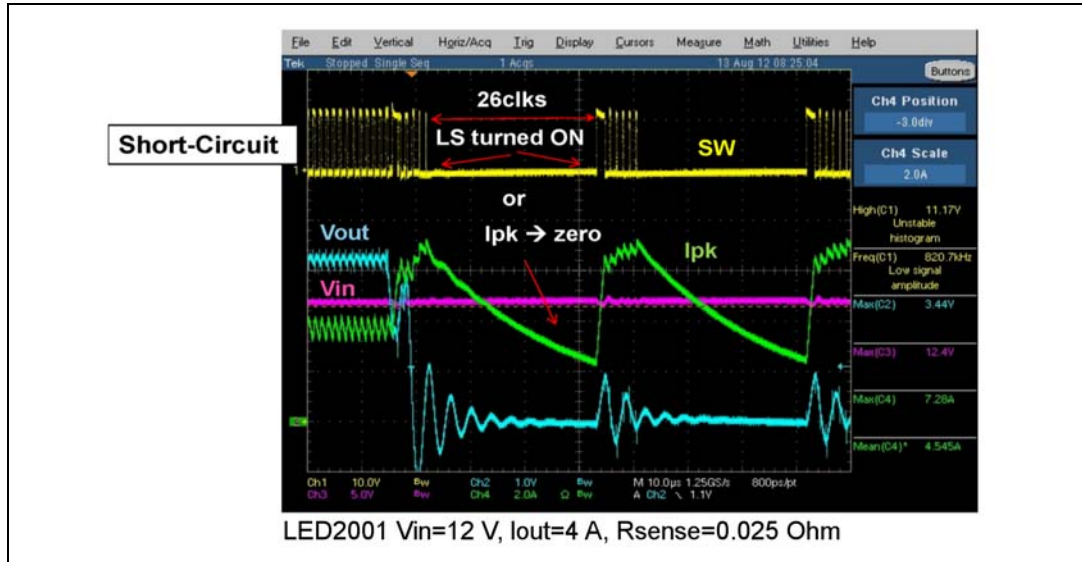 File Edit Vertical Horiz/Acq Trig Display Cursors Measure Math Utilities Help
Tek Stopped Single Seq 1 Acqs 13 Aug 12 08:25:04
Buttons
Ch4 Position
-3.0div
Ch4 Scale
2.0A
26clks
Short-Circuit
LS turned ON
SW
1
or
Ipk → zero
Vout
Ipk
Vin
High(C1) 11.17V
Unstable
histogram
Freq(C1) 820.7kHz
Low signal
amplitude
Max(C2) 3.44V
Max(C3) 12.4V
Max(C4) 7.28A
Mean(C4)* 4.545A
Ch1 10.0V Bw Ch2 1.0V Bw M 10.0µs 1.25GS/s 800ps/pt
Ch3 5.0V Bw Ch4 2.0A Ω Bw A Ch2 \ 1.1V
LED2001 Vin=12 V, Iout=4 A, Rsense=0.025 Ohm